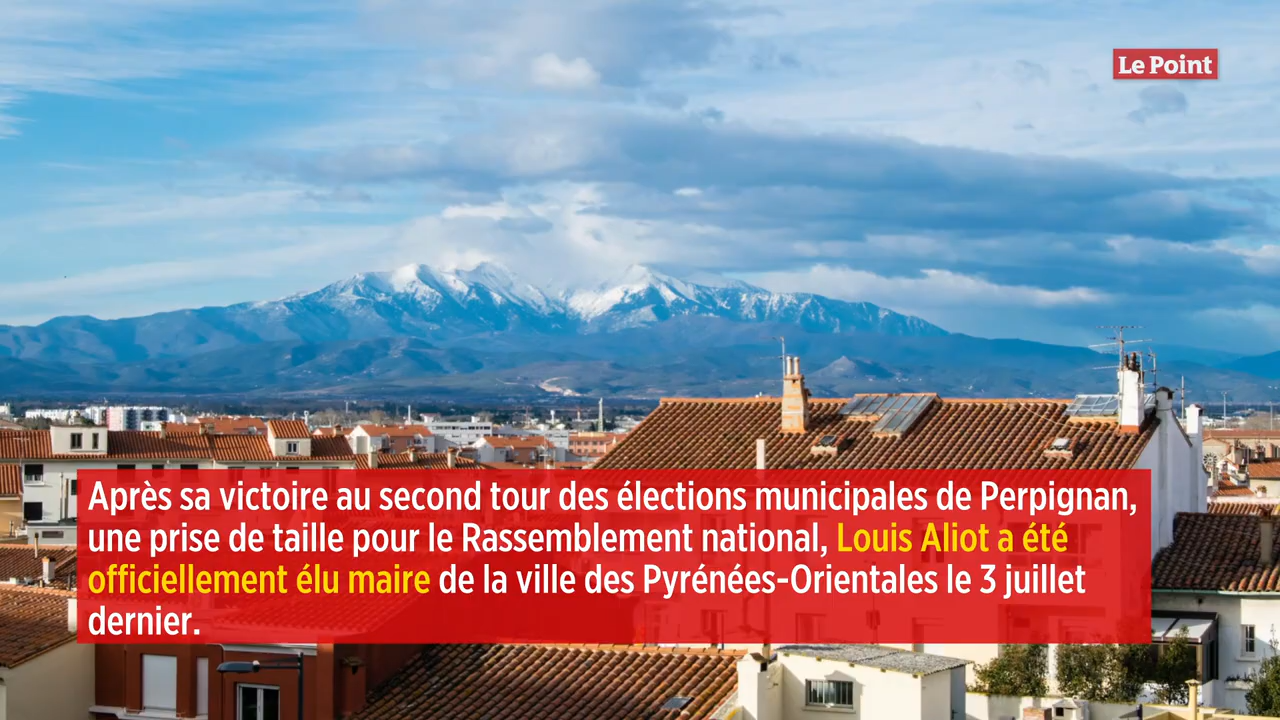 Le Point
Après sa victoire au second tour des élections municipales de Perpignan,
une prise de taille pour le Rassemblement national, Louis Aliot a été
officiellement élu maire de la ville des Pyrénées-Orientales le 3 juillet
dernier.